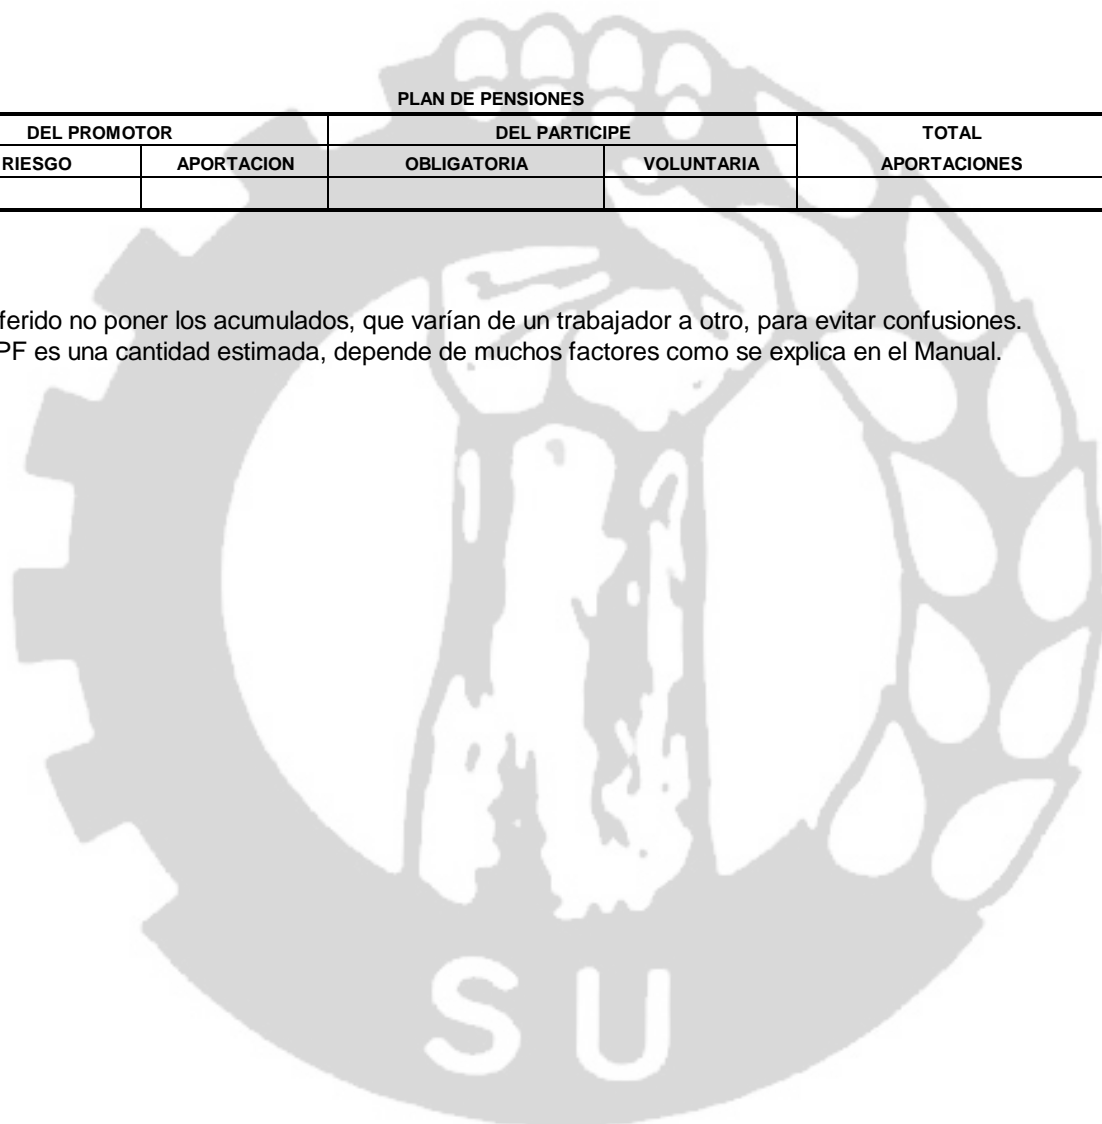 PLAN DE PENSIONES
DEL PROMOTOR DEL PARTICIPE TOTAL
RIESGO APORTACION OBLIGATORIA VOLUNTARIA APORTACIONES
ferido no poner los acumulados, que varían de un trabajador a otro, para evitar confusiones.
PF es una cantidad estimada, depende de muchos factores como se explica en el Manual.
SU